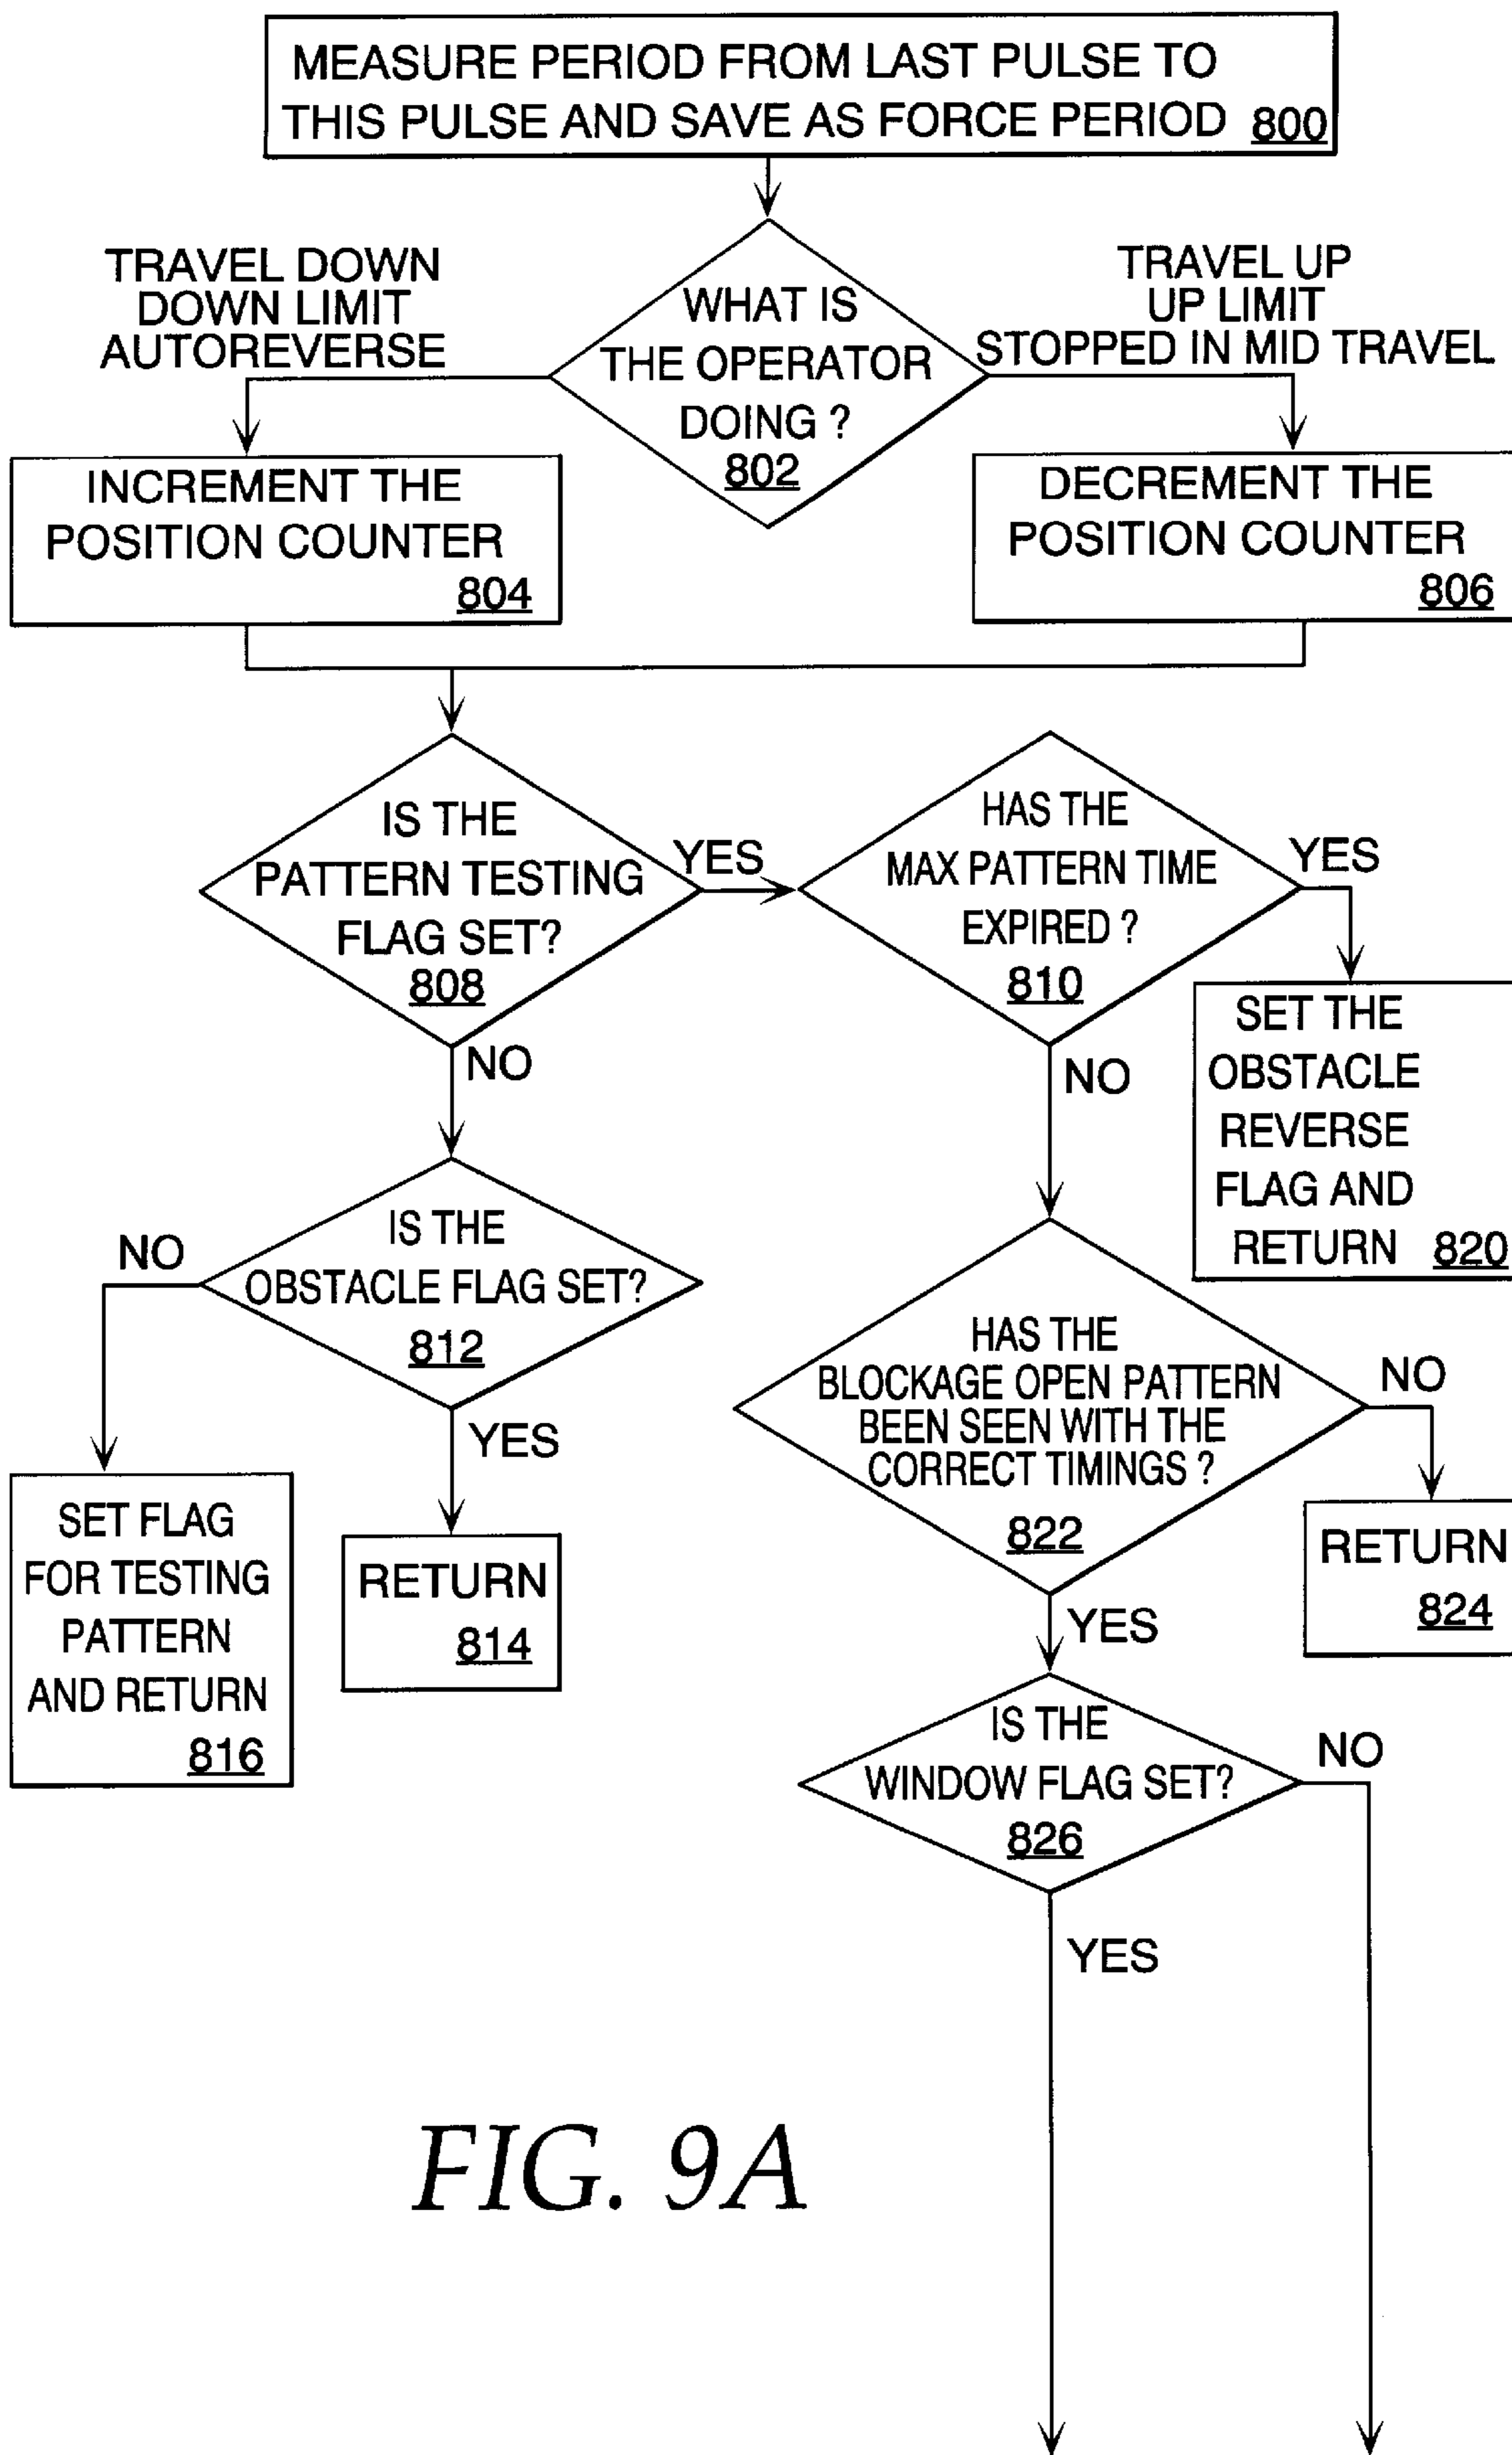 MEASURE PERIOD FROM LAST PULSE TO
THIS PULSE AND SAVE AS FORCE PERIOD 800
TRAVEL DOWN
DOWN LIMIT
AUTOREVERSE
WHAT IS
THE OPERATOR
DOING ?
802
TRAVEL UP
UP LIMIT
STOPPED IN MID TRAVEL
INCREMENT THE
POSITION COUNTER
804
DECREMENT THE
POSITION COUNTER
806
IS THE
PATTERN TESTING
FLAG SET?
808
YES
NO
HAS THE
MAX PATTERN TIME
EXPIRED ?
810
YES
NO
SET THE
OBSTACLE
REVERSE
FLAG AND
RETURN 820
IS THE
OBSTACLE FLAG SET?
812
NO
YES
SET FLAG
FOR TESTING
PATTERN
AND RETURN
816
RETURN
814
HAS THE
BLOCKAGE OPEN PATTERN
BEEN SEEN WITH THE
CORRECT TIMINGS ?
822
NO
YES
RETURN
824
IS THE
WINDOW FLAG SET?
826
NO
YES
FIG. 9A